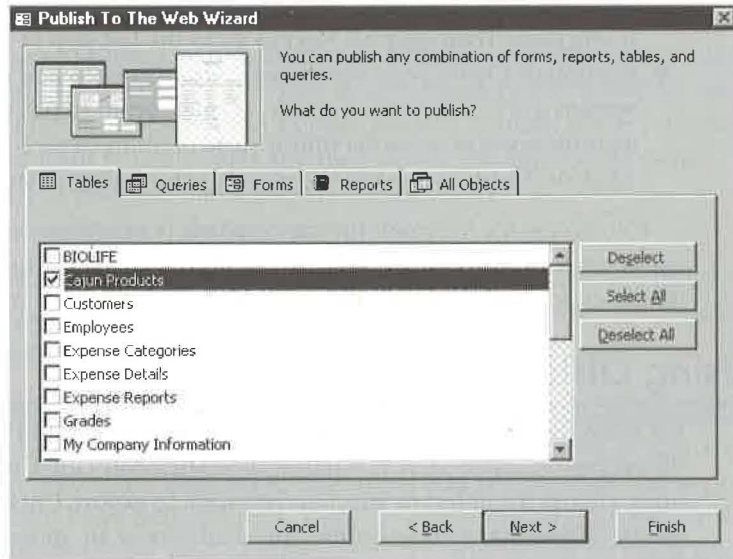 Publish To The Web Wizard
You can publish any combination of forms, reports, tables, and
queries.
What do you want to publish?
Tables Queries Forms Reports All Objects
BIOLIFE
Cajun Products
Customers
Employees
Expense Categories
Expense Details
Expense Reports
Grades
My Company Information
Deselect
Select All
Deselect All
Cancel < Back Next > Finish